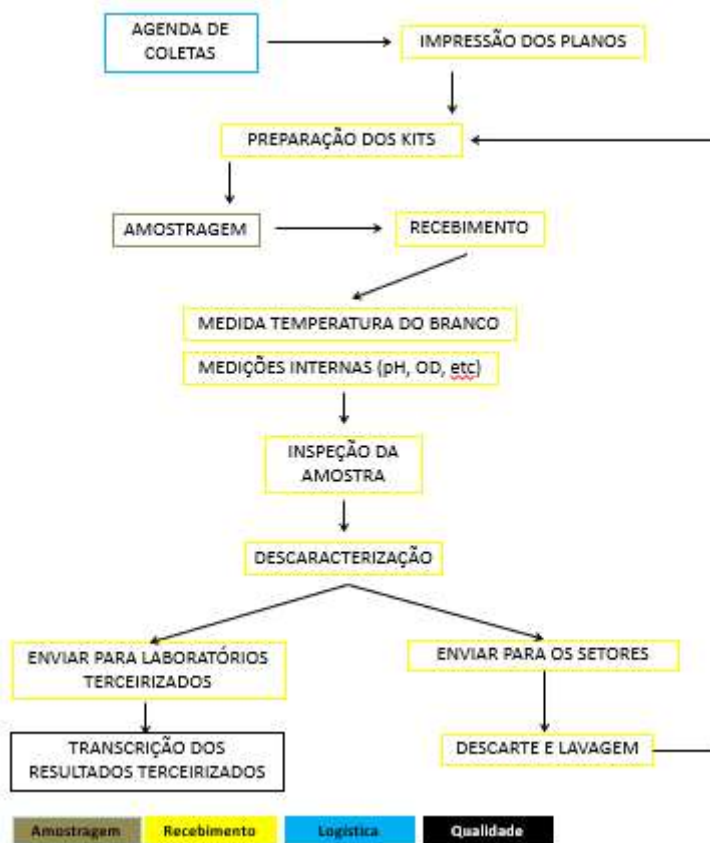 AGENDA DE
COLETAS
IMPRESSÃO DOS PLANOS
PREPARAÇÃO DOS KITS
AMOSTRAGEM
RECEBIMENTO
MEDIDA TEMPERATURA DO BRANCO
MEDIÇÕES INTERNAS (pH, OD, etc)
INSPEÇÃO DA
AMOSTRA
DESCARACTERIZAÇÃO
ENVIAR PARA LABORATÓRIOS
TERCEIRIZADOS
ENVIAR PARA OS SETORES
TRANSCRIÇÃO DOS
RESULTADOS TERCEIRIZADOS
DESCARTE E LAVAGEM
Amostragem Recebimento Logística Qualidade